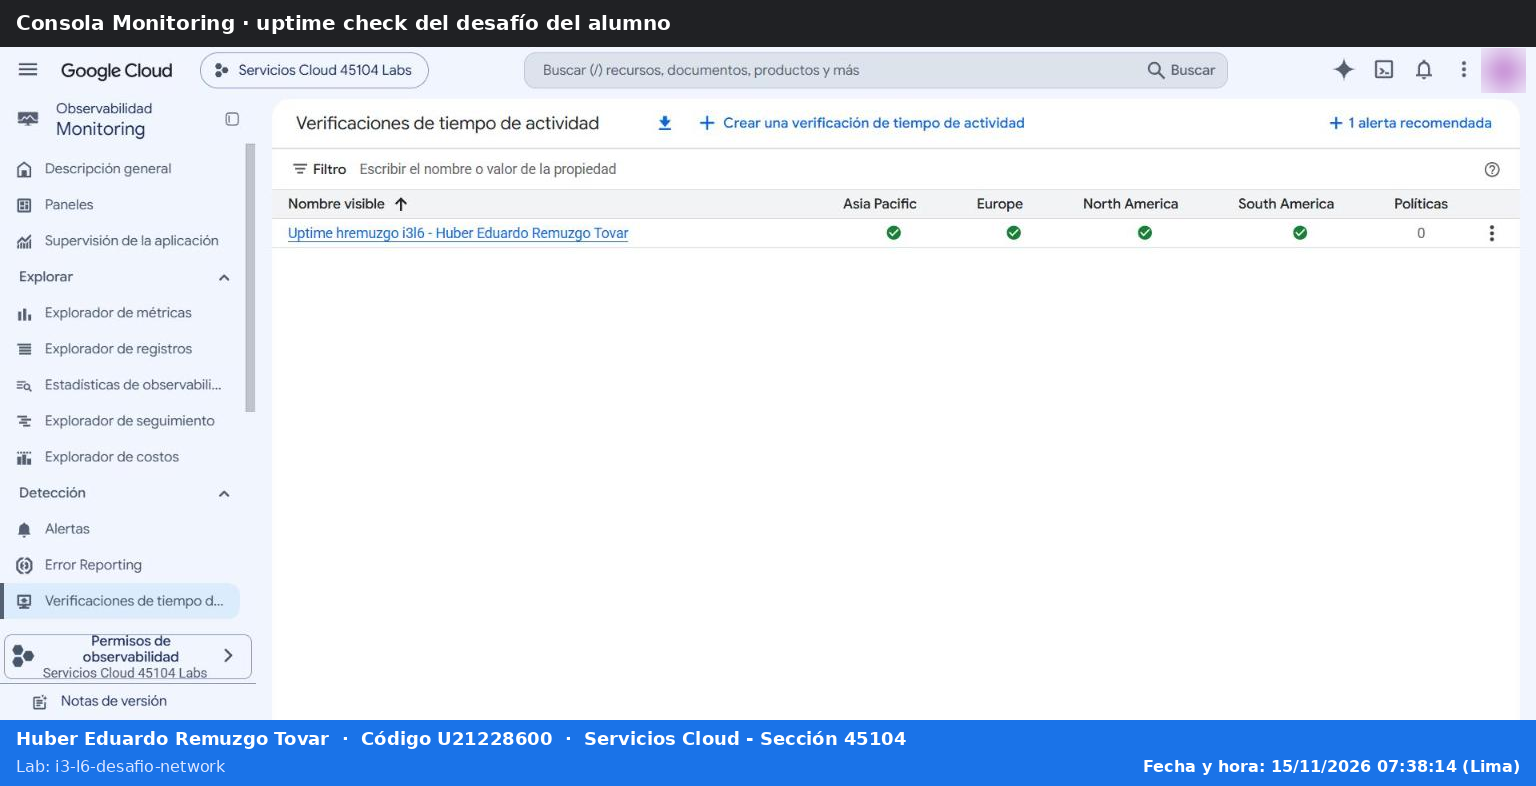 Consola Monitoring · uptime check del desafío del alumno
Google Cloud
Servicios Cloud 45104 Labs
Buscar (/) recursos, documentos, productos y más
Buscar
Observabilidad
Monitoring
Descripción general
Paneles
Supervisión de la aplicación
Explorar
Explorador de métricas
Explorador de registros
Estadísticas de observabili...
Explorador de seguimiento
Explorador de costos
Detección
Alertas
Error Reporting
Verificaciones de tiempo d...
Permisos de
observabilidad
Servicios Cloud 45104 Labs
Notas de versión
Verificaciones de tiempo de actividad
Crear una verificación de tiempo de actividad
1 alerta recomendada
Filtro Escribir el nombre o valor de la propiedad
Nombre visible Asia Pacific Europe North America South America Políticas
Uptime hremuzgo i3l6 - Huber Eduardo Remuzgo Tovar 0
Huber Eduardo Remuzgo Tovar · Código U21228600 · Servicios Cloud - Sección 45104
Lab: i3-l6-desafio-network
Fecha y hora: 15/11/2026 07:38:14 (Lima)